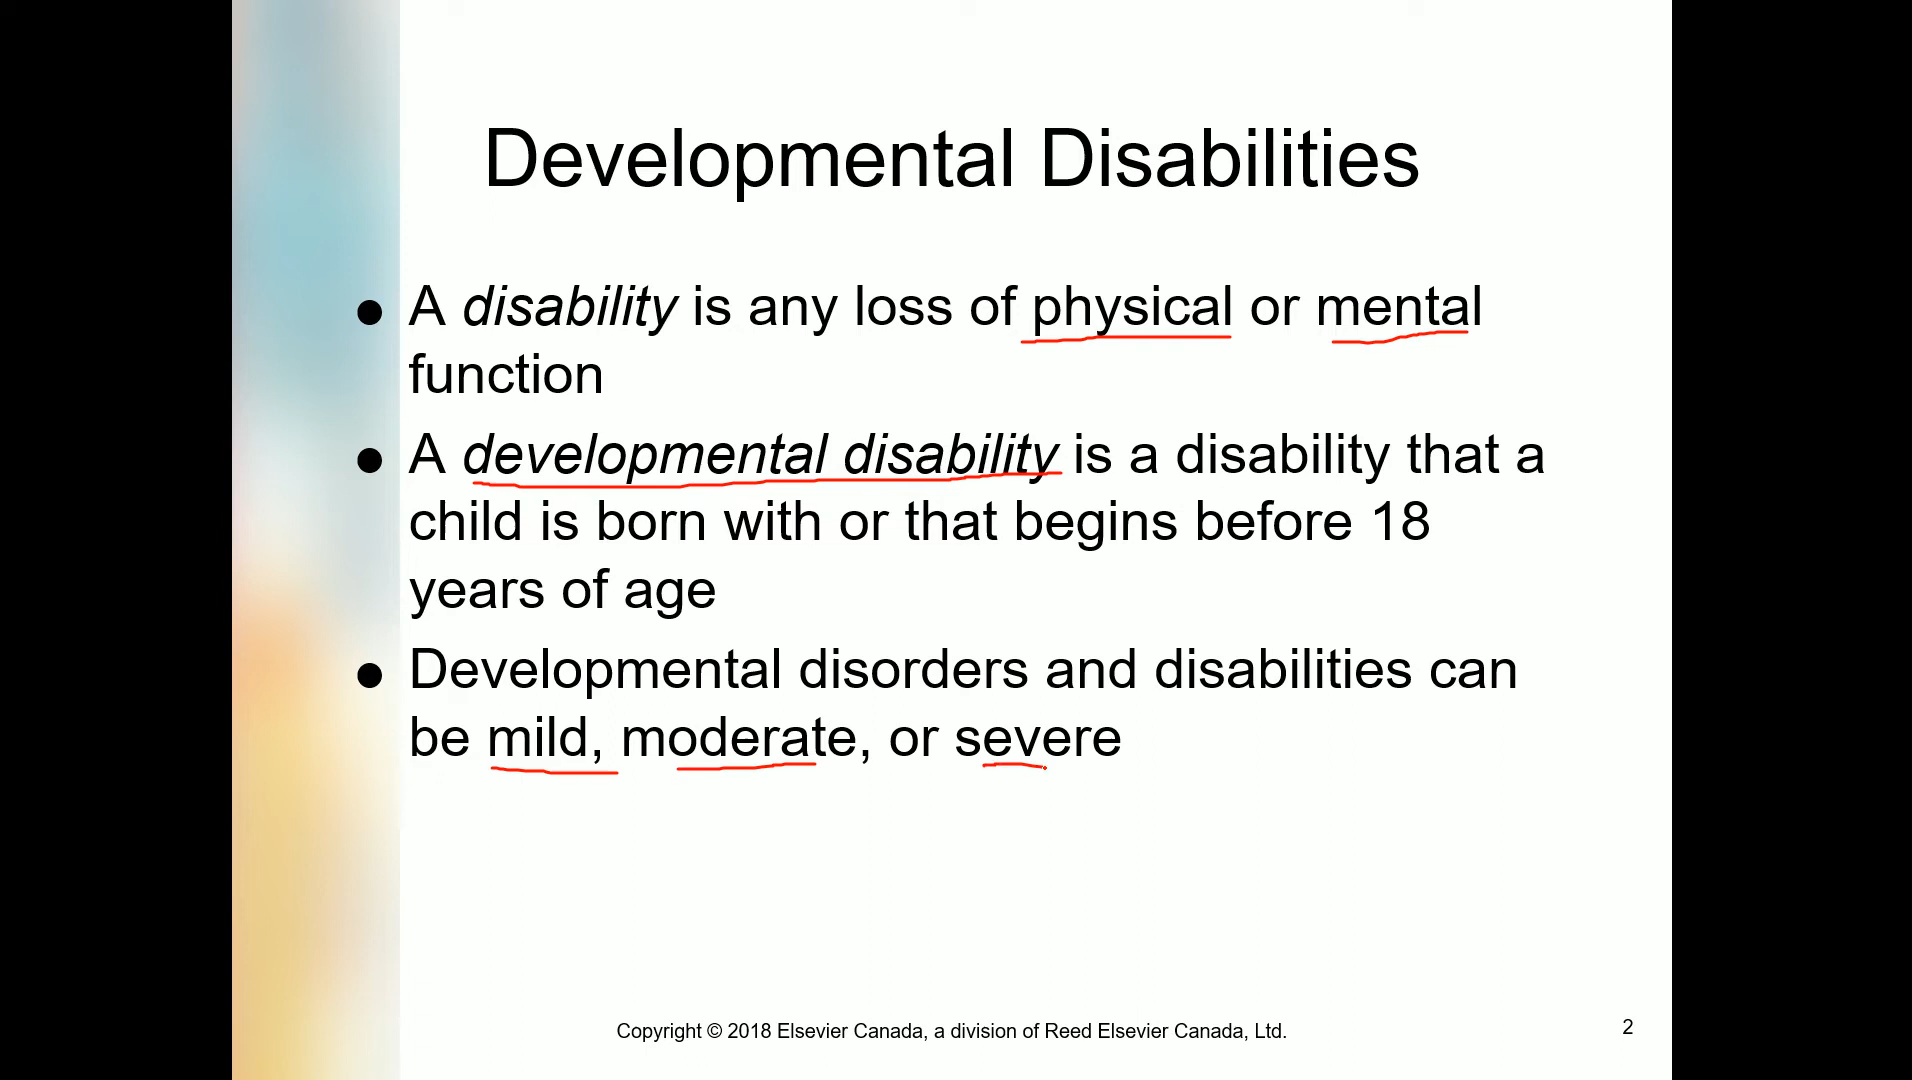 Developmental Disabilities
● A disability is any loss of physical or mental
function
● A developmental disability is a disability that a
child is born with or that begins before 18
years of age
● Developmental disorders and disabilities can
be mild, moderate, or severe
Copyright © 2018 Elsevier Canada, a division of Reed Elsevier Canada, Ltd.
2